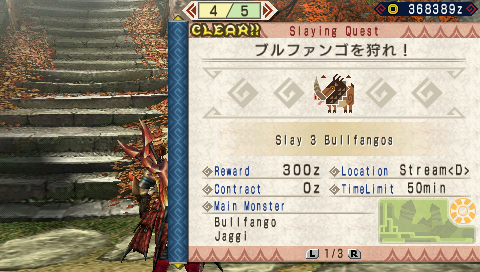 4 / 5
368389z
CLEAR!!
Slaying Quest
ブルファンゴを狩れ！
Slay 3 Bullfangos
Reward 300z
Location Stream<D>
Contract 0z
TimeLimit 50min
Main Monster
Bullfango
Jaggi
L 1/3 R